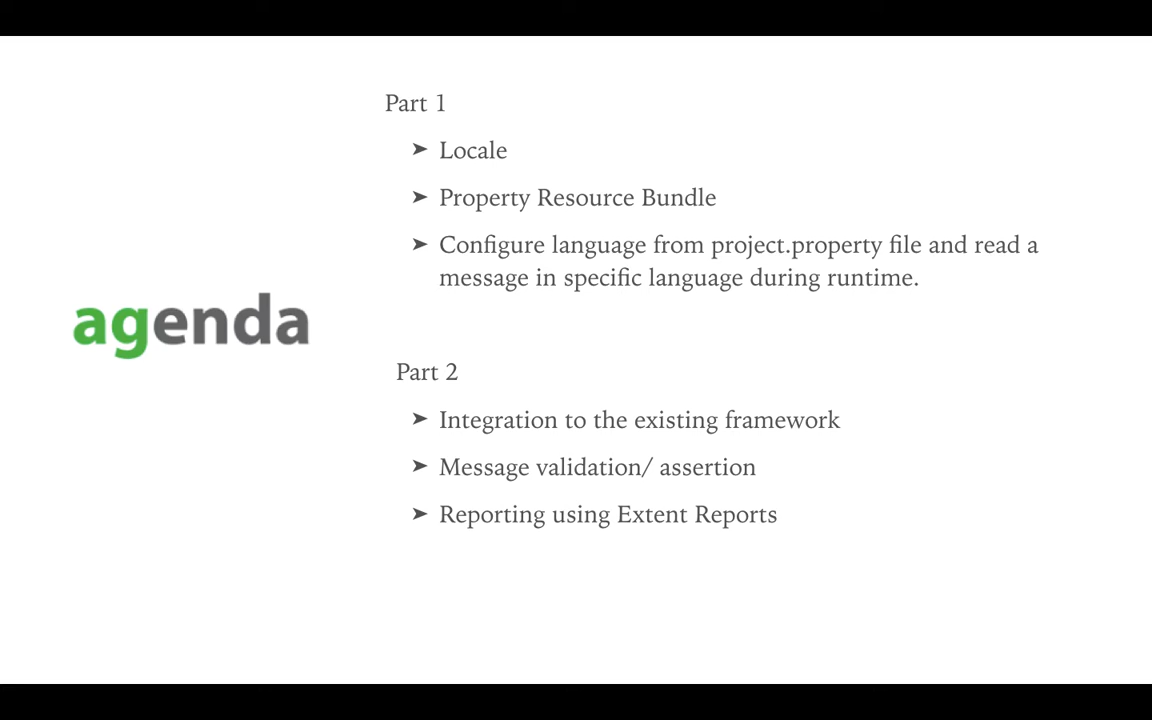 Part 1
➤ Locale
➤ Property Resource Bundle
➤ Configure language from project.property file and read a
message in specific language during runtime.
agenda
Part 2
➤ Integration to the existing framework
➤ Message validation/ assertion
➤ Reporting using Extent Reports